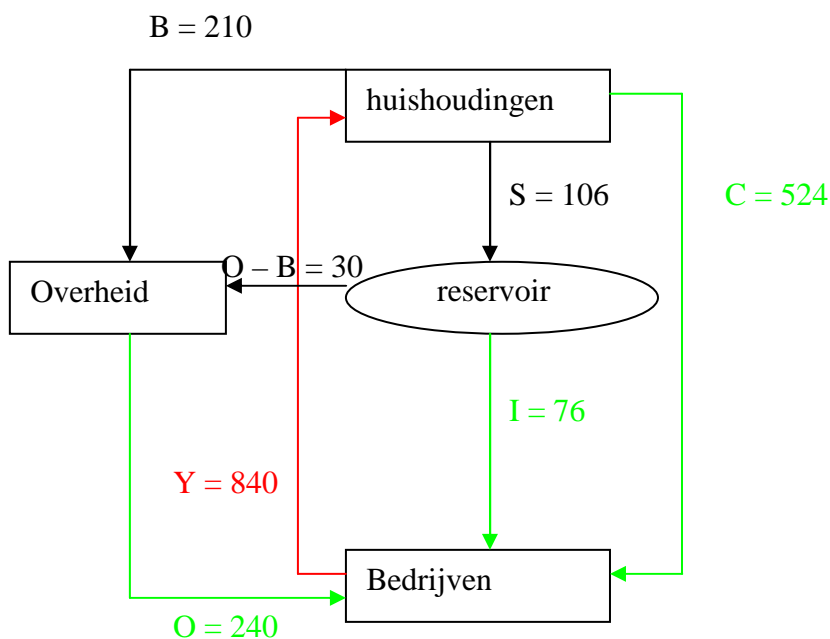 B = 210
huishoudingen
S = 106
C = 524
O – B = 30
Overheid
reservoir
I = 76
Y = 840
Bedrijven
O = 240